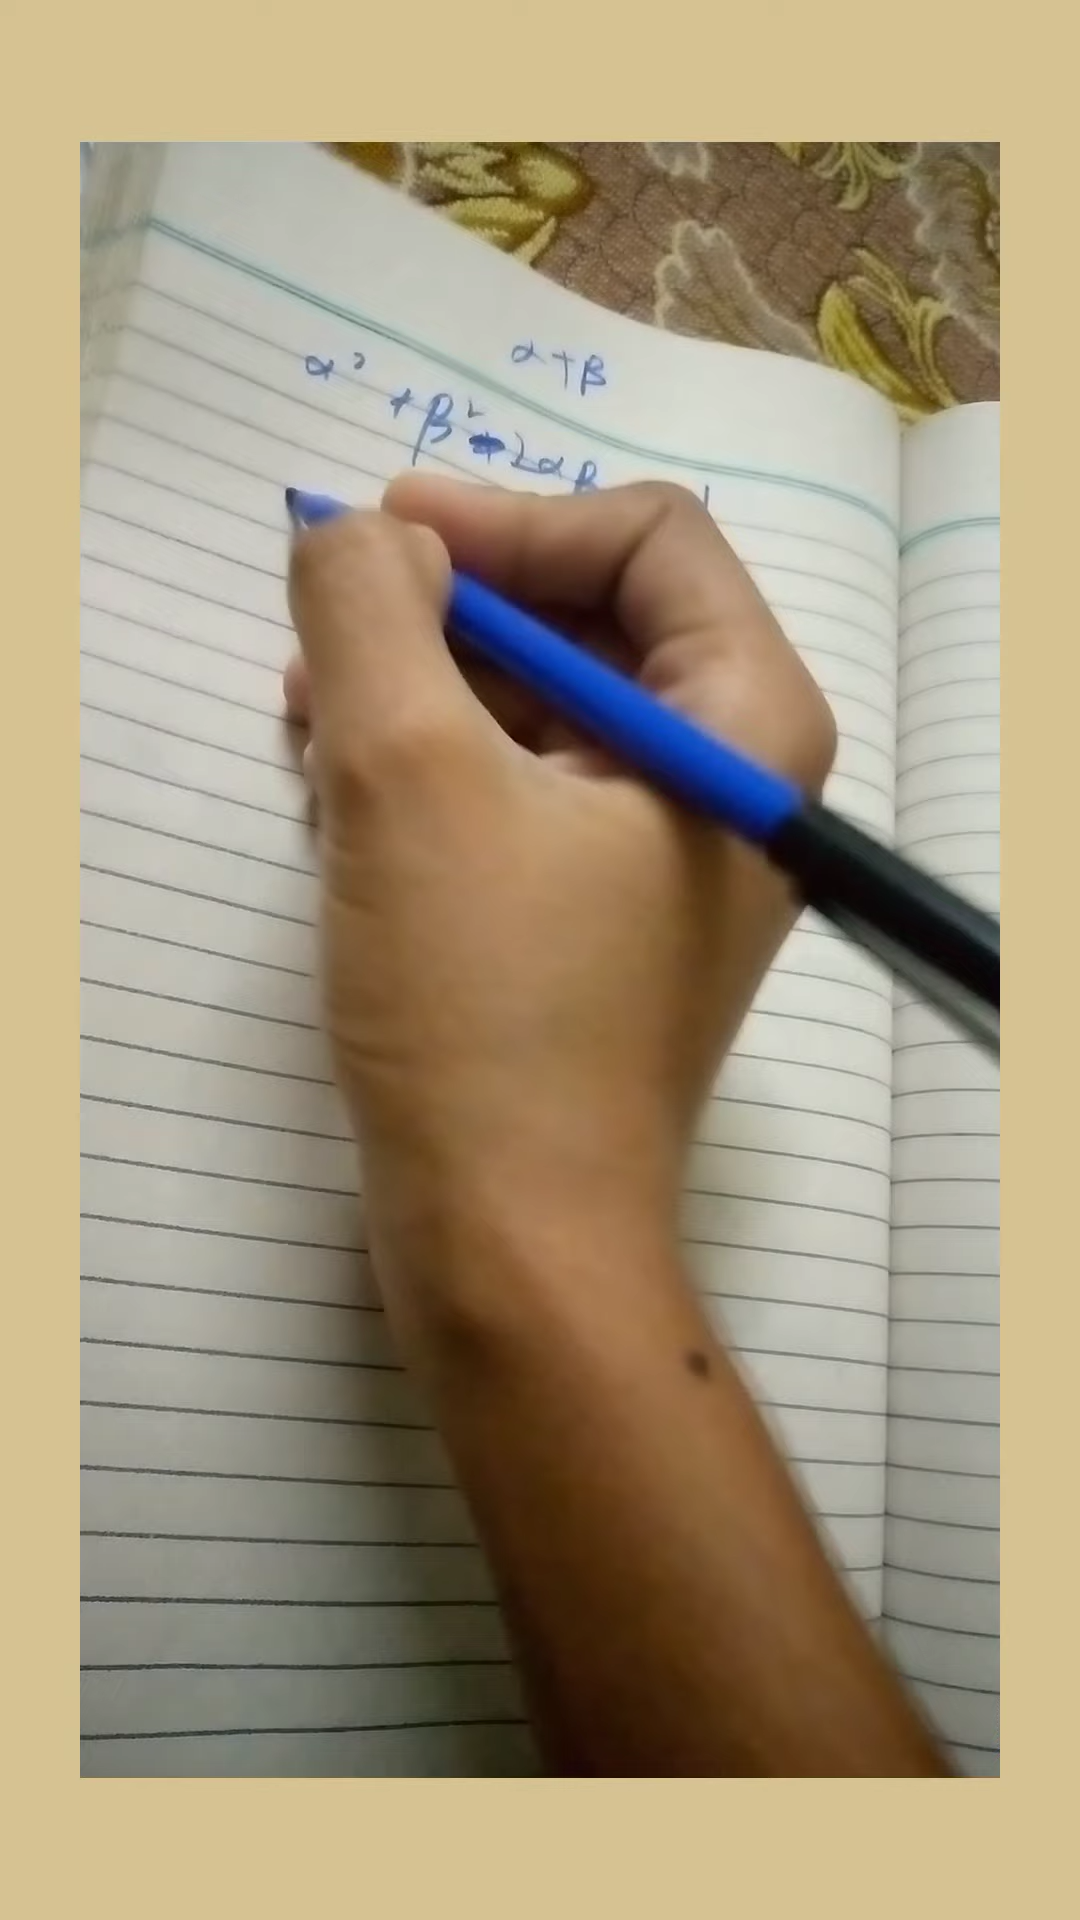 α + β
α² + β² - 2αβ